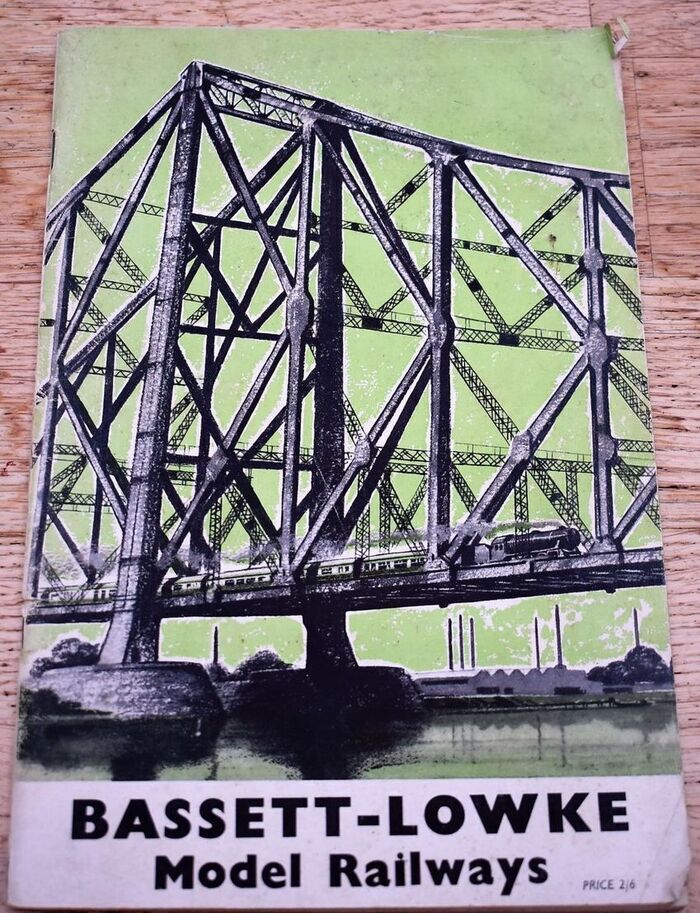 BASSETT-LOWKE
Model Railways
PRICE 2/6